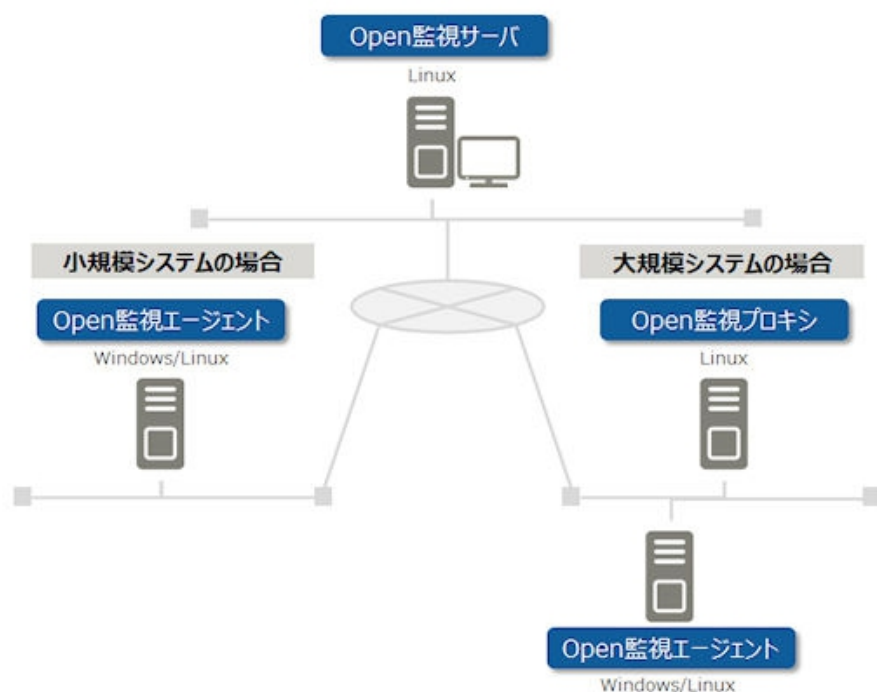 Open監視サーバ
Linux
小規模システムの場合
Open監視エージェント
Windows/Linux
大規模システムの場合
Open監視プロキシ
Linux
Open監視エージェント
Windows/Linux